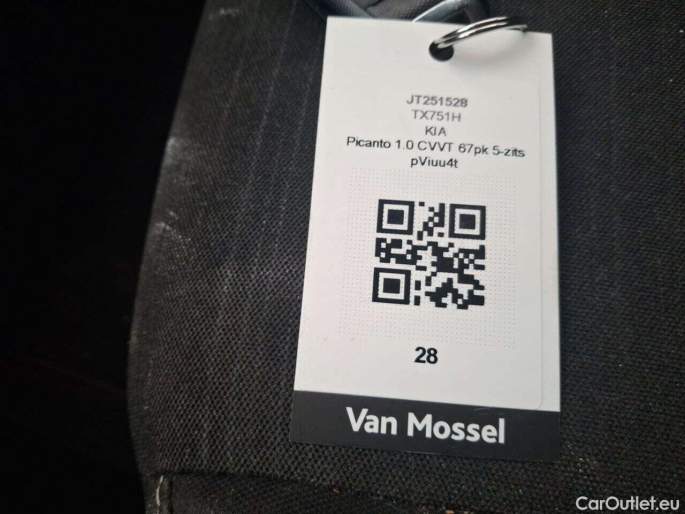 JT251528
TX751H
KIA
Picanto 1.0 CVVT 67pk 5-zits
pViuu4t
28
Van Mossel
CarOutlet.eu